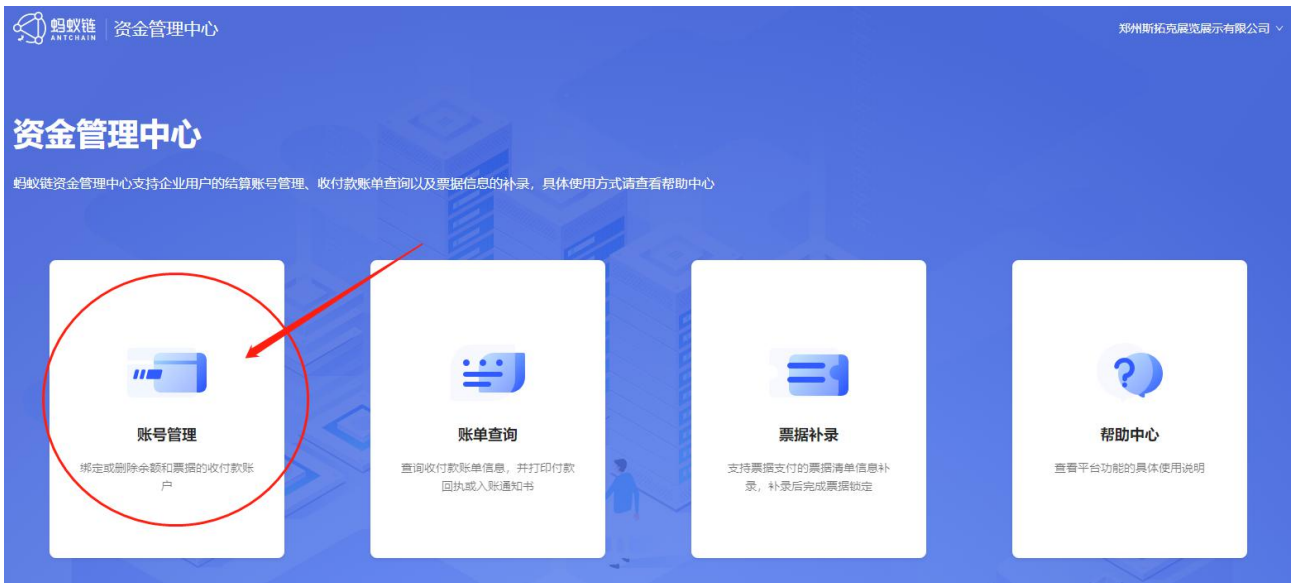 蚂蚁链 资金管理中心
ANTCHAIN
郑州斯拓克展览展示有限公司
资金管理中心
蚂蚁链资金管理中心支持企业用户的结算账号管理、收付款账单查询以及票据信息的补录，具体使用方式请查看帮助中心
账号管理
绑定或删除余额和票据的收付款账
户
账单查询
查询收付款账单信息，并打印付款
回执或入账通知书
票据补录
支持票据支付的票据清单信息补
录，补录后完成票据锁定
帮助中心
查看平台功能的具体使用说明